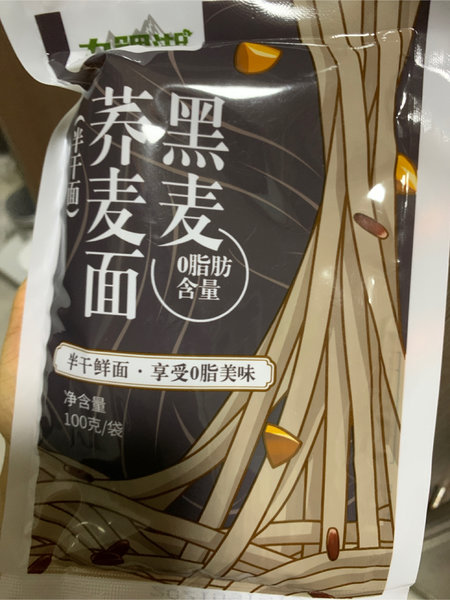 黑麦
荞麦面
（半干面）
0脂肪
含量
半干鲜面·享受0脂美味
净含量
100克/袋